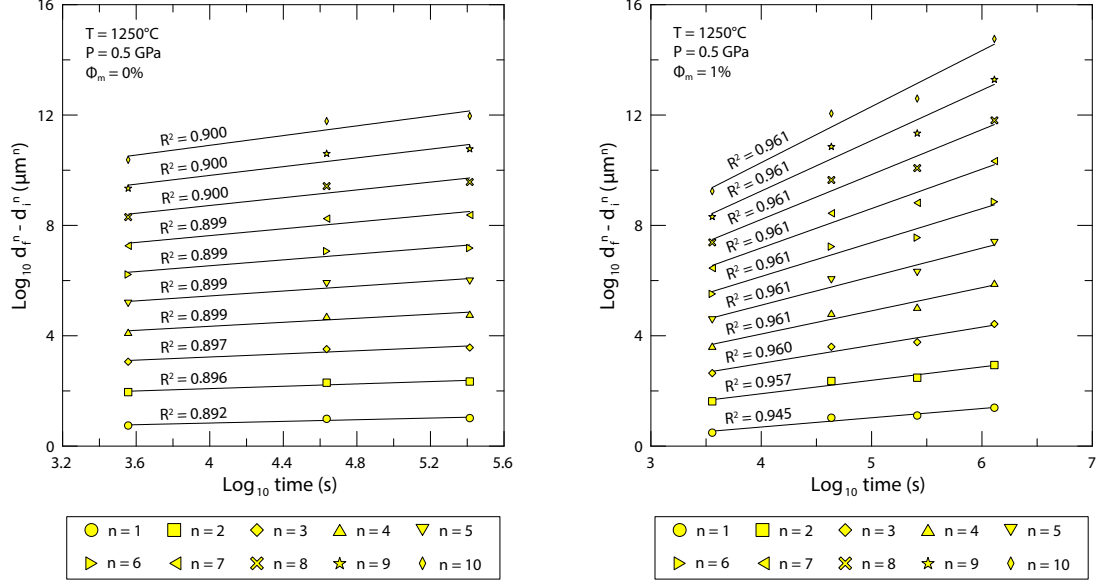 T = 1250°C
P = 0.5 GPa
Φm = 0%
16
12
8
4
0
Log10 dfn - din (μmn)
R2 = 0.900
R2 = 0.900
R2 = 0.900
R2 = 0.899
R2 = 0.899
R2 = 0.899
R2 = 0.899
R2 = 0.897
R2 = 0.896
R2 = 0.892
3.2 3.6 4 4.4 4.8 5.2 5.6
Log10 time (s)
n = 1 n = 2 n = 3 n = 4 n = 5
n = 6 n = 7 n = 8 n = 9 n = 10
T = 1250°C
P = 0.5 GPa
Φm = 1%
16
12
8
4
0
Log10 dfn - din (μmn)
R2 = 0.961
R2 = 0.961
R2 = 0.961
R2 = 0.961
R2 = 0.961
R2 = 0.961
R2 = 0.961
R2 = 0.960
R2 = 0.957
R2 = 0.945
3 4 5 6 7
Log10 time (s)
n = 1 n = 2 n = 3 n = 4 n = 5
n = 6 n = 7 n = 8 n = 9 n = 10